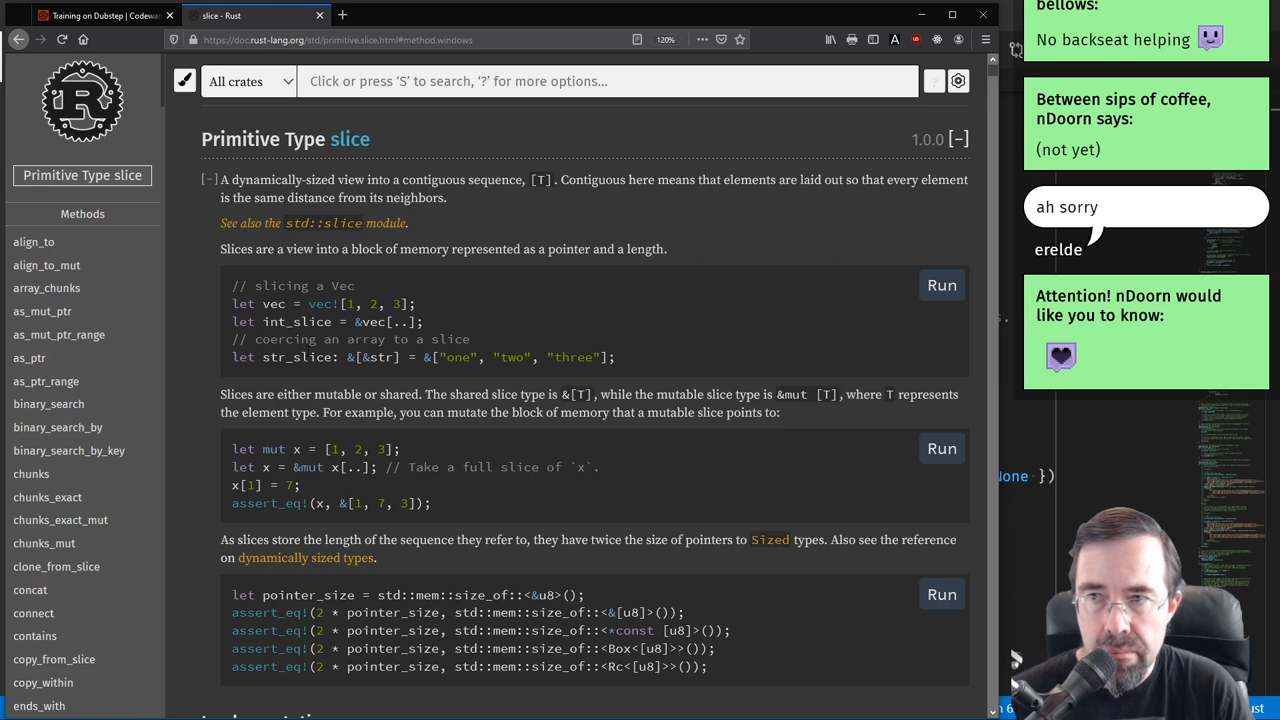 Training on Dubstep | Codewa
slice - Rust
https://doc.rust-lang.org/std/primitive.slice.html#method.windows
120%
All crates
Click or press ‘S’ to search, ‘?’ for more options…
?
Primitive Type slice
Methods
align_to
align_to_mut
array_chunks
as_mut_ptr
as_mut_ptr_range
as_ptr
as_ptr_range
binary_search
binary_search_by
binary_search_by_key
chunks
chunks_exact
chunks_exact_mut
chunks_mut
clone_from_slice
concat
connect
contains
copy_from_slice
copy_within
ends_with
Primitive Type slice
1.0.0 [−]
[−] A dynamically-sized view into a contiguous sequence, [T]. Contiguous here means that elements are laid out so that every element
is the same distance from its neighbors.
See also the std::slice module.
Slices are a view into a block of memory represented as a pointer and a length.
// slicing a Vec
let vec = vec![1, 2, 3];
let int_slice = &vec[..];
// coercing an array to a slice
let str_slice: &[&str] = &["one", "two", "three"];
Run
Slices are either mutable or shared. The shared slice type is &[T], while the mutable slice type is &mut [T], where T represents
the element type. For example, you can mutate the block of memory that a mutable slice points to:
let mut x = [1, 2, 3];
let x = &mut x[..]; // Take a full slice of `x`.
x[1] = 7;
assert_eq!(x, &[1, 7, 3]);
Run
As slices store the length of the sequence they refer to, they have twice the size of pointers to Sized types. Also see the reference
on dynamically sized types.
let pointer_size = std::mem::size_of::<&u8>();
assert_eq!(2 * pointer_size, std::mem::size_of::<&[u8]>());
assert_eq!(2 * pointer_size, std::mem::size_of::<*const [u8]>());
assert_eq!(2 * pointer_size, std::mem::size_of::<Box<[u8]>>());
assert_eq!(2 * pointer_size, std::mem::size_of::<Rc<[u8]>>());
Run
bellows:
No backseat helping
Between sips of coffee,
nDoorn says:
(not yet)
ah sorry
erelde
Attention! nDoorn would
like you to know:
None })